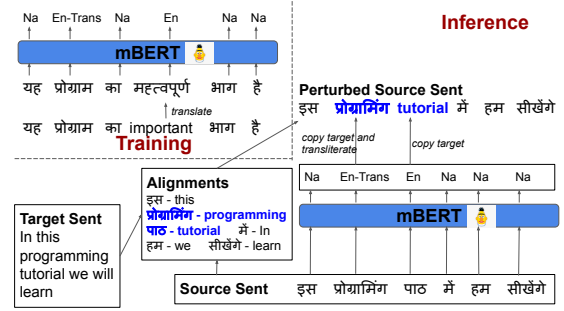 Na En-Trans Na En Na Na
mBERT
यह प्रोग्राम का महत्वपूर्ण भाग है
translate
यह प्रोग्राम का important भाग है
Training
Inference
Perturbed Source Sent
इस प्रोग्रामिंग tutorial में हम सीखेंगे
copy target and
transliterate
copy target
Na En-Trans En Na Na Na
mBERT
Alignments
इस - this
प्रोग्रामिंग - programming
पाठ - tutorial में - In
हम - we सीखेंगे - learn
Target Sent
In this
programming
tutorial we will
learn
Source Sent इस प्रोग्रामिंग पाठ में हम सीखेंगे